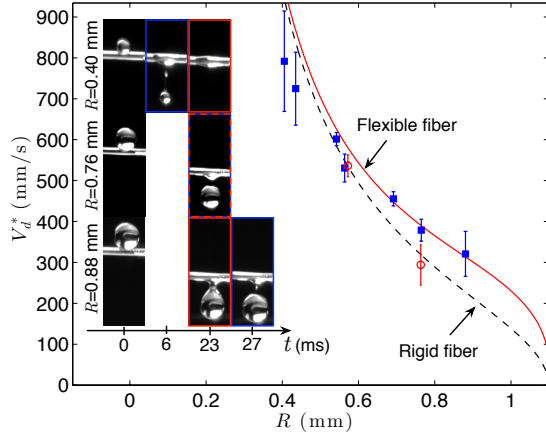 900
800
700
600
500
400
300
200
100
0
V_d* (mm/s)
R=0.40 mm
R=0.76 mm
R=0.88 mm
0 6 23 27 t (ms)
Flexible fiber
Rigid fiber
0 0.2 0.4 0.6 0.8 1
R (mm)